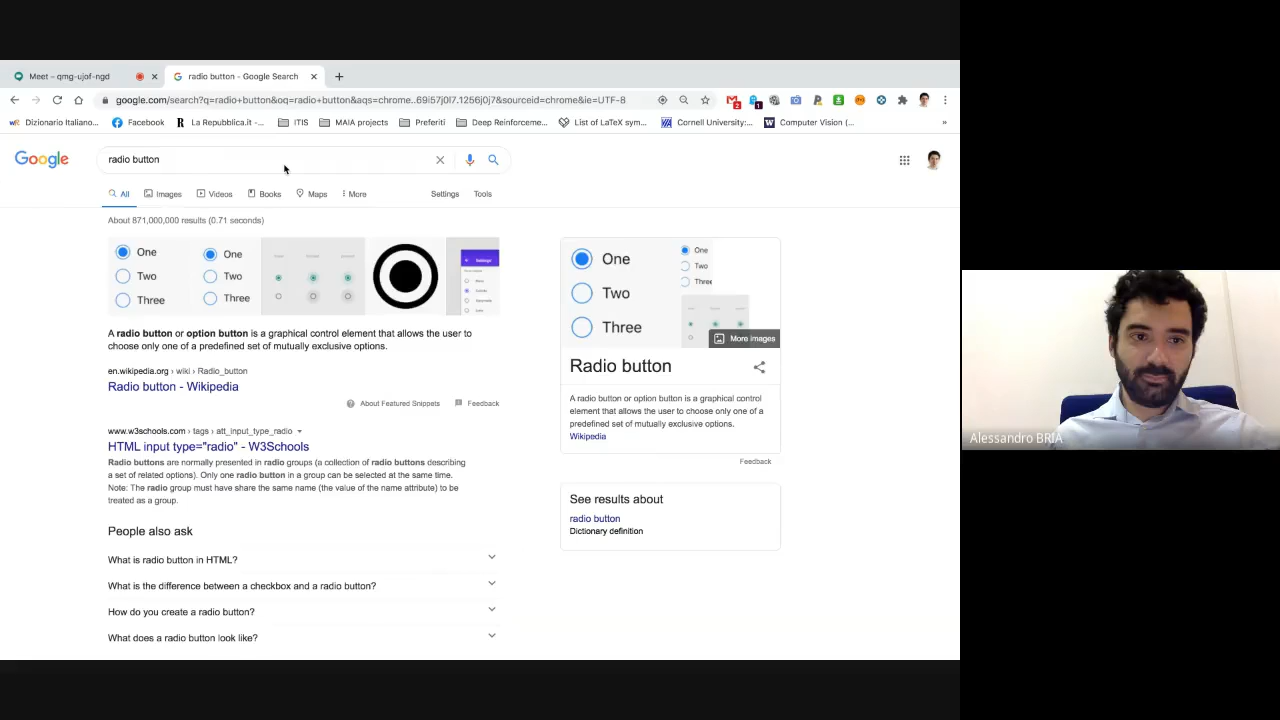 Meet – qmg-ujof-ngd
radio button - Google Search
google.com/search?q=radio+button&oq=radio+button&aqs=chrome..69i57j0l7.1256j0j7&sourceid=chrome&ie=UTF-8
2
1
Dizionario Italiano...
Facebook
La Repubblica.it -...
ITIS
MAIA projects
Preferiti
Deep Reinforceme...
List of LaTeX sym...
Cornell University:...
Computer Vision (...
»
Google
radio button
All
Images
Videos
Books
Maps
More
Settings
Tools
About 871,000,000 results (0.71 seconds)
One
Two
Three
One
Two
Three
A radio button or option button is a graphical control element that allows the user to
choose only one of a predefined set of mutually exclusive options.
en.wikipedia.org › wiki › Radio_button
Radio button - Wikipedia
About Featured Snippets
Feedback
www.w3schools.com › tags › att_input_type_radio
HTML input type="radio" - W3Schools
Radio buttons are normally presented in radio groups (a collection of radio buttons describing
a set of related options). Only one radio button in a group can be selected at the same time.
Note: The radio group must have share the same name (the value of the name attribute) to be
treated as a group.
People also ask
What is radio button in HTML?
What is the difference between a checkbox and a radio button?
How do you create a radio button?
What does a radio button look like?
One
Two
Three
One
Two
Three
More images
Radio button
A radio button or option button is a graphical control
element that allows the user to choose only one of a
predefined set of mutually exclusive options.
Wikipedia
Feedback
See results about
radio button
Dictionary definition
Alessandro BRIA